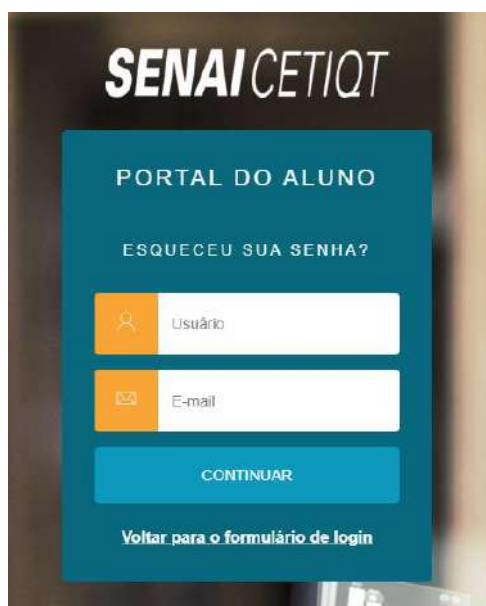 SENAI CETIQT
PORTAL DO ALUNO
ESQUECEU SUA SENHA?
Usuário
E-mail
CONTINUAR
Voltar para o formulário de login